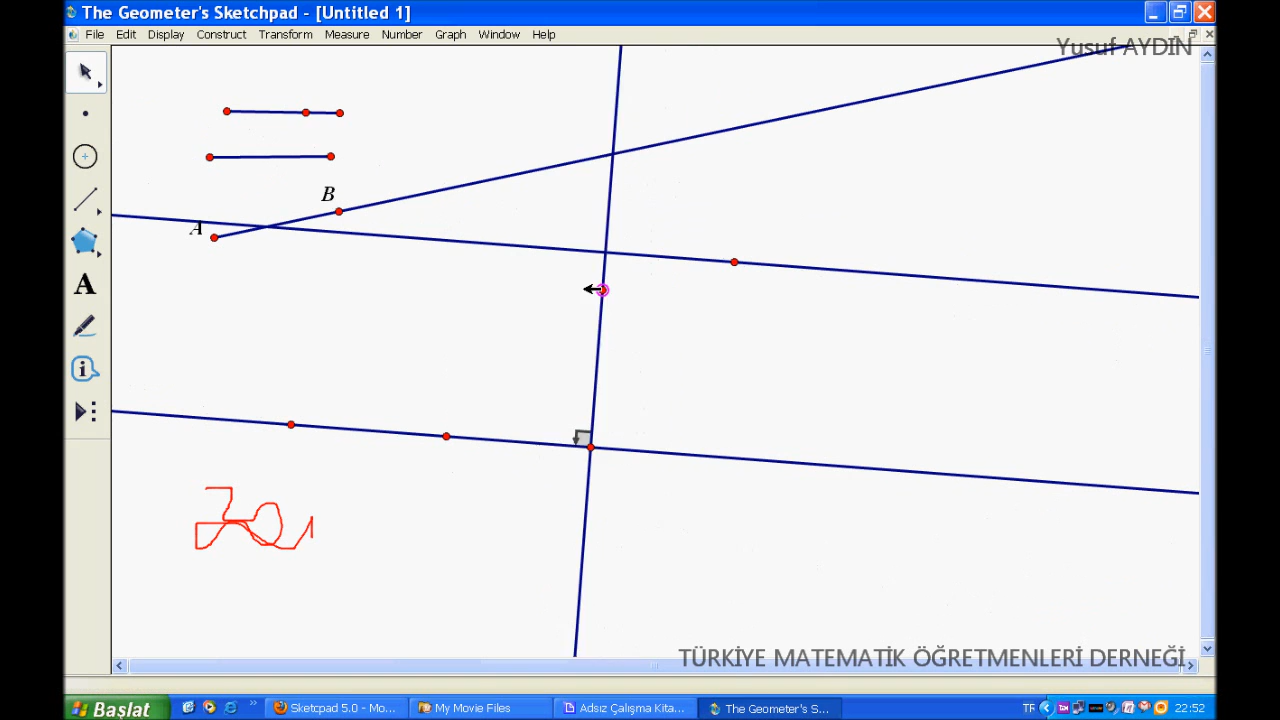 The Geometer's Sketchpad - [Untitled 1]
File Edit Display Construct Transform Measure Number Graph Window Help
Yusuf AYDIN
B
A
A
TÜRKİYE MATEMATİK ÖĞRETMENLERİ DERNEĞİ
Başlat
Sketcpad 5.0 - Mo...
My Movie Files
Adsız Çalışma Kita...
The Geometer's S...
TR
22:52